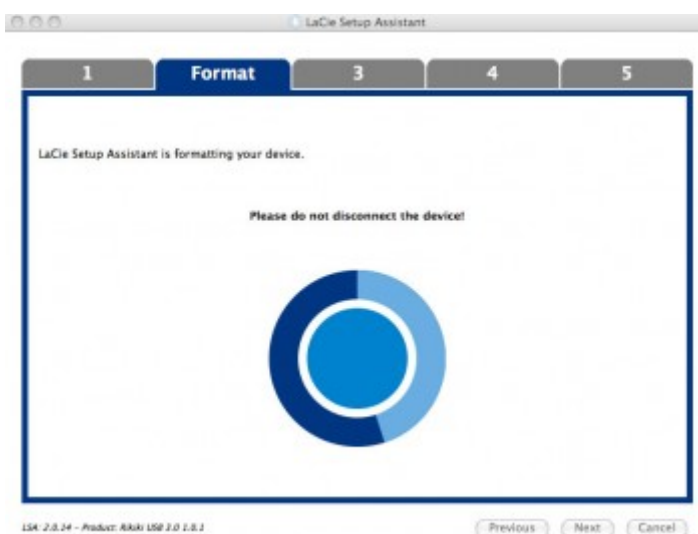 LaCie Setup Assistant
1 Format 3 4 5
LaCie Setup Assistant is formatting your device.
Please do not disconnect the device!
LSA: 2.0.14 - Product: Rikiki USB 3.0 1.0.1
Previous Next Cancel